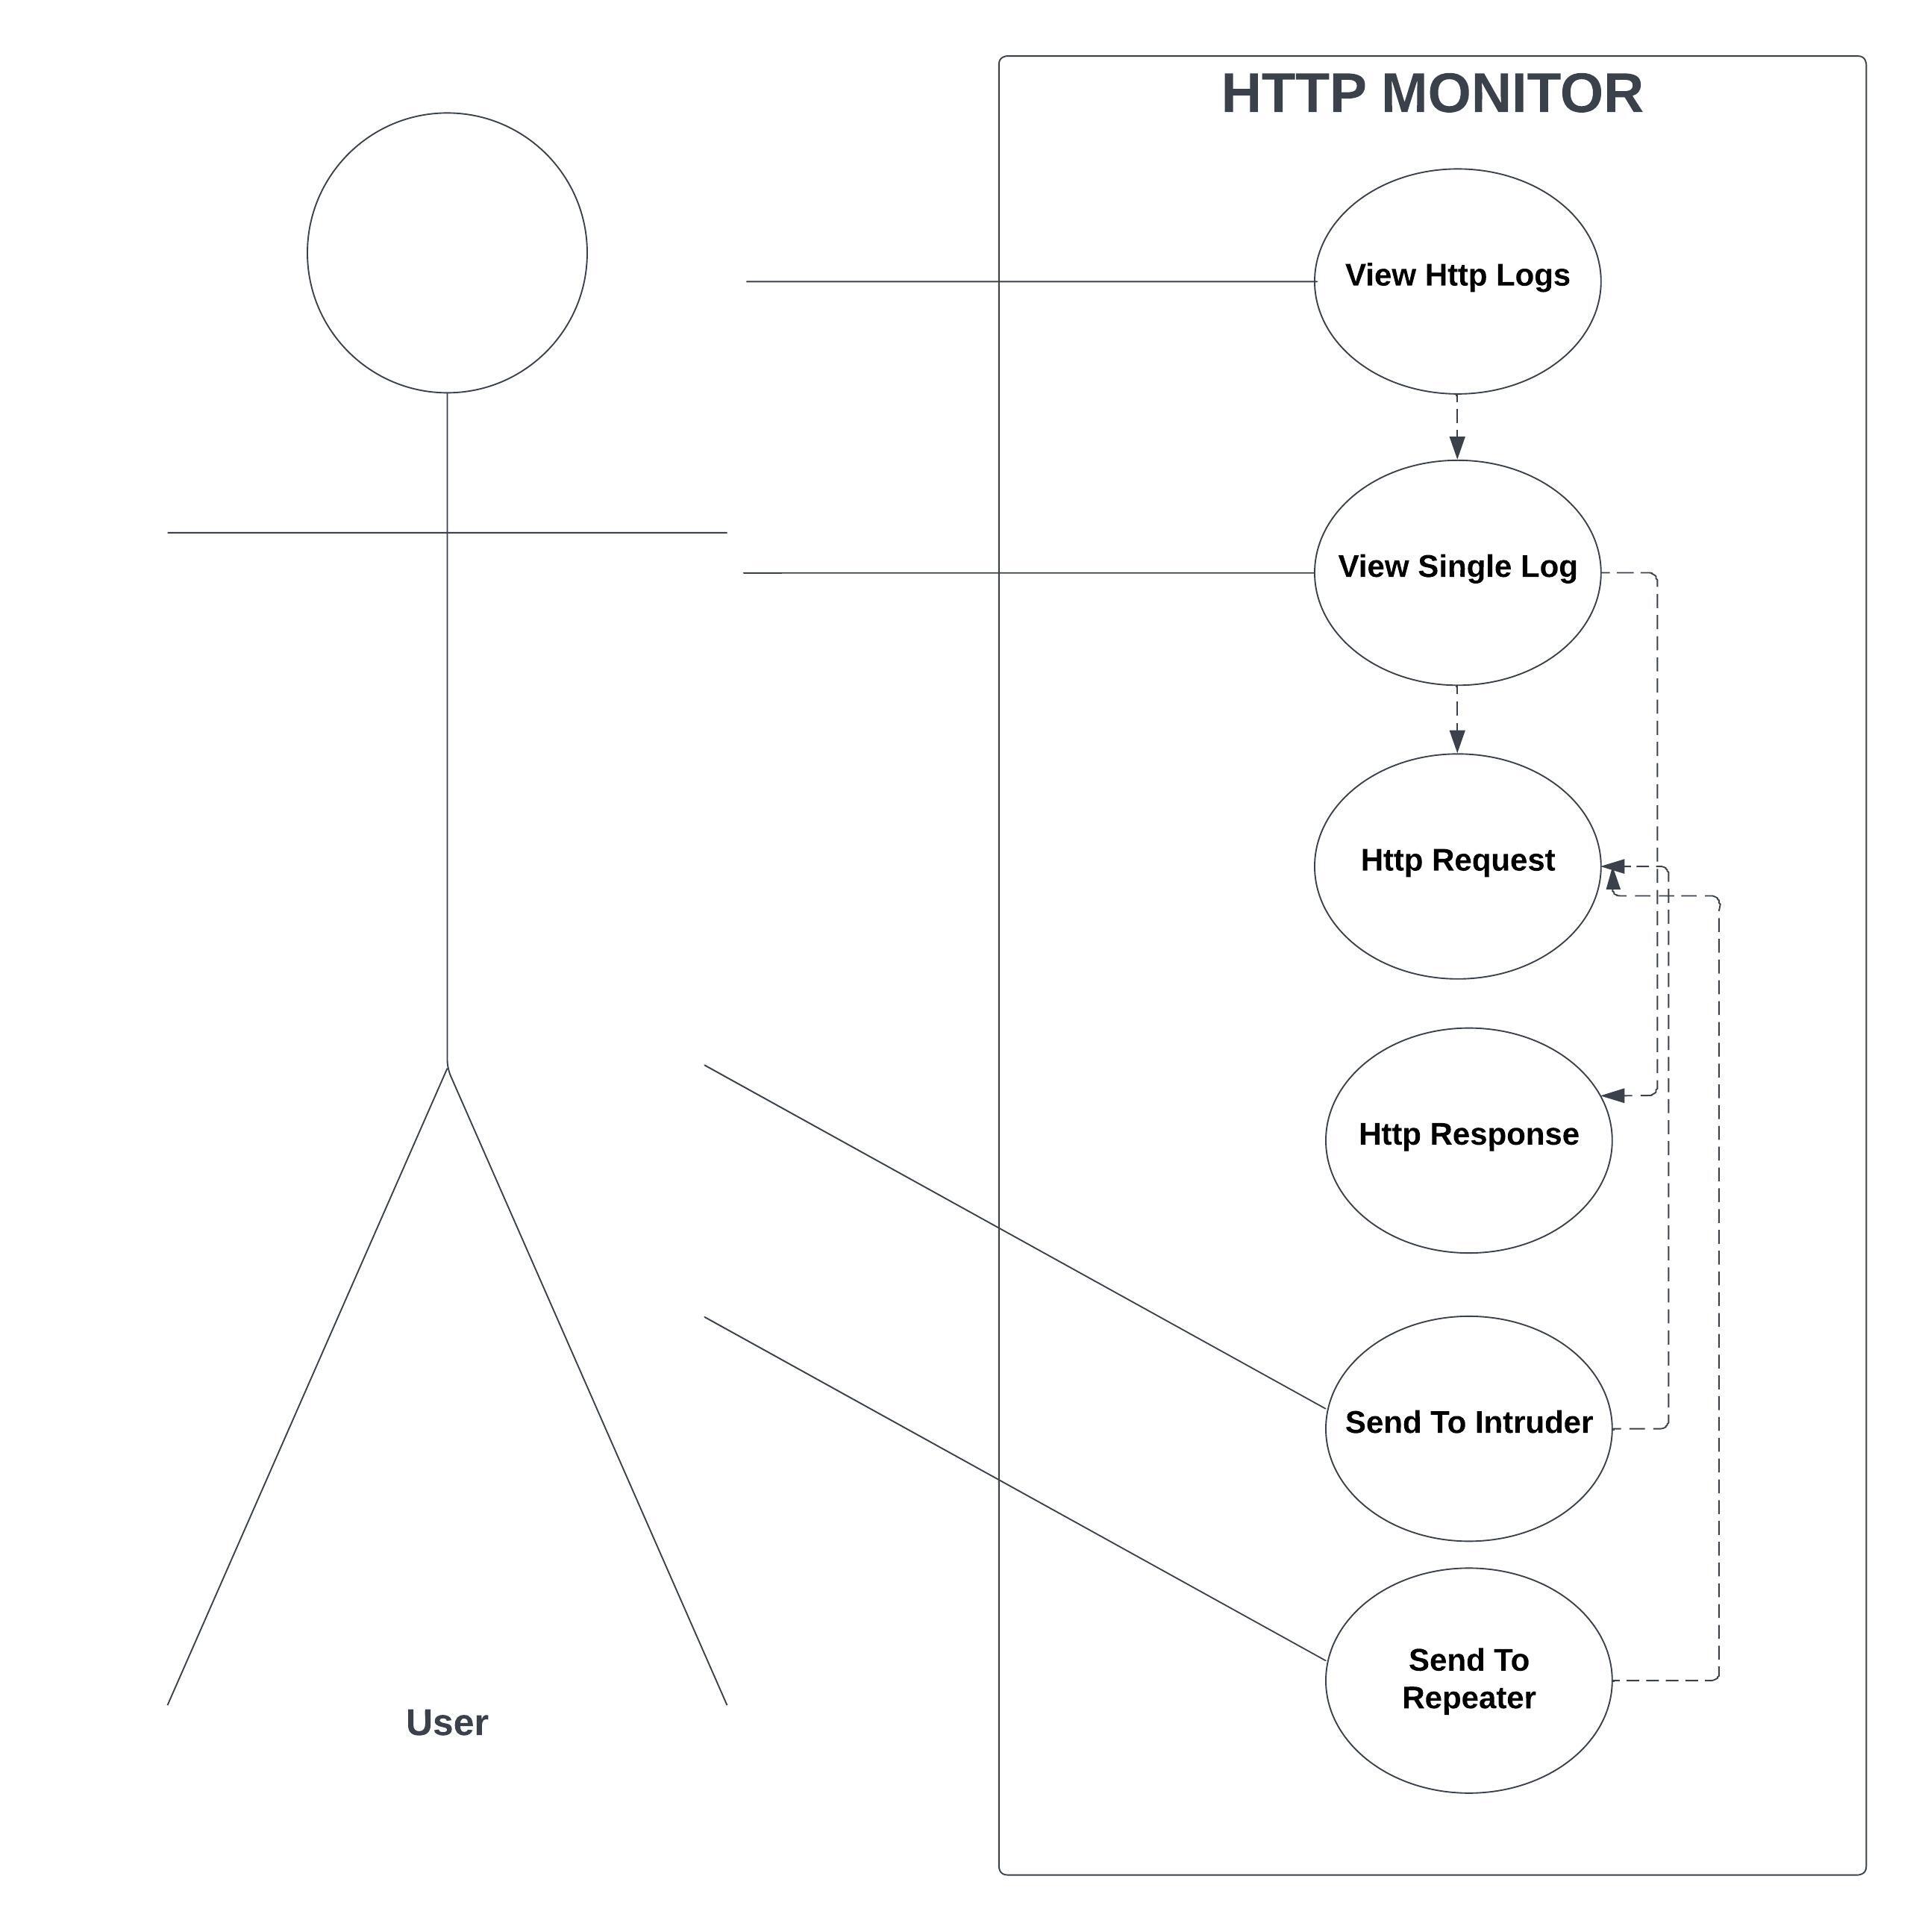 HTTP MONITOR
View Http Logs
View Single Log
Http Request
Http Response
Send To Intruder
Send To
Repeater
User